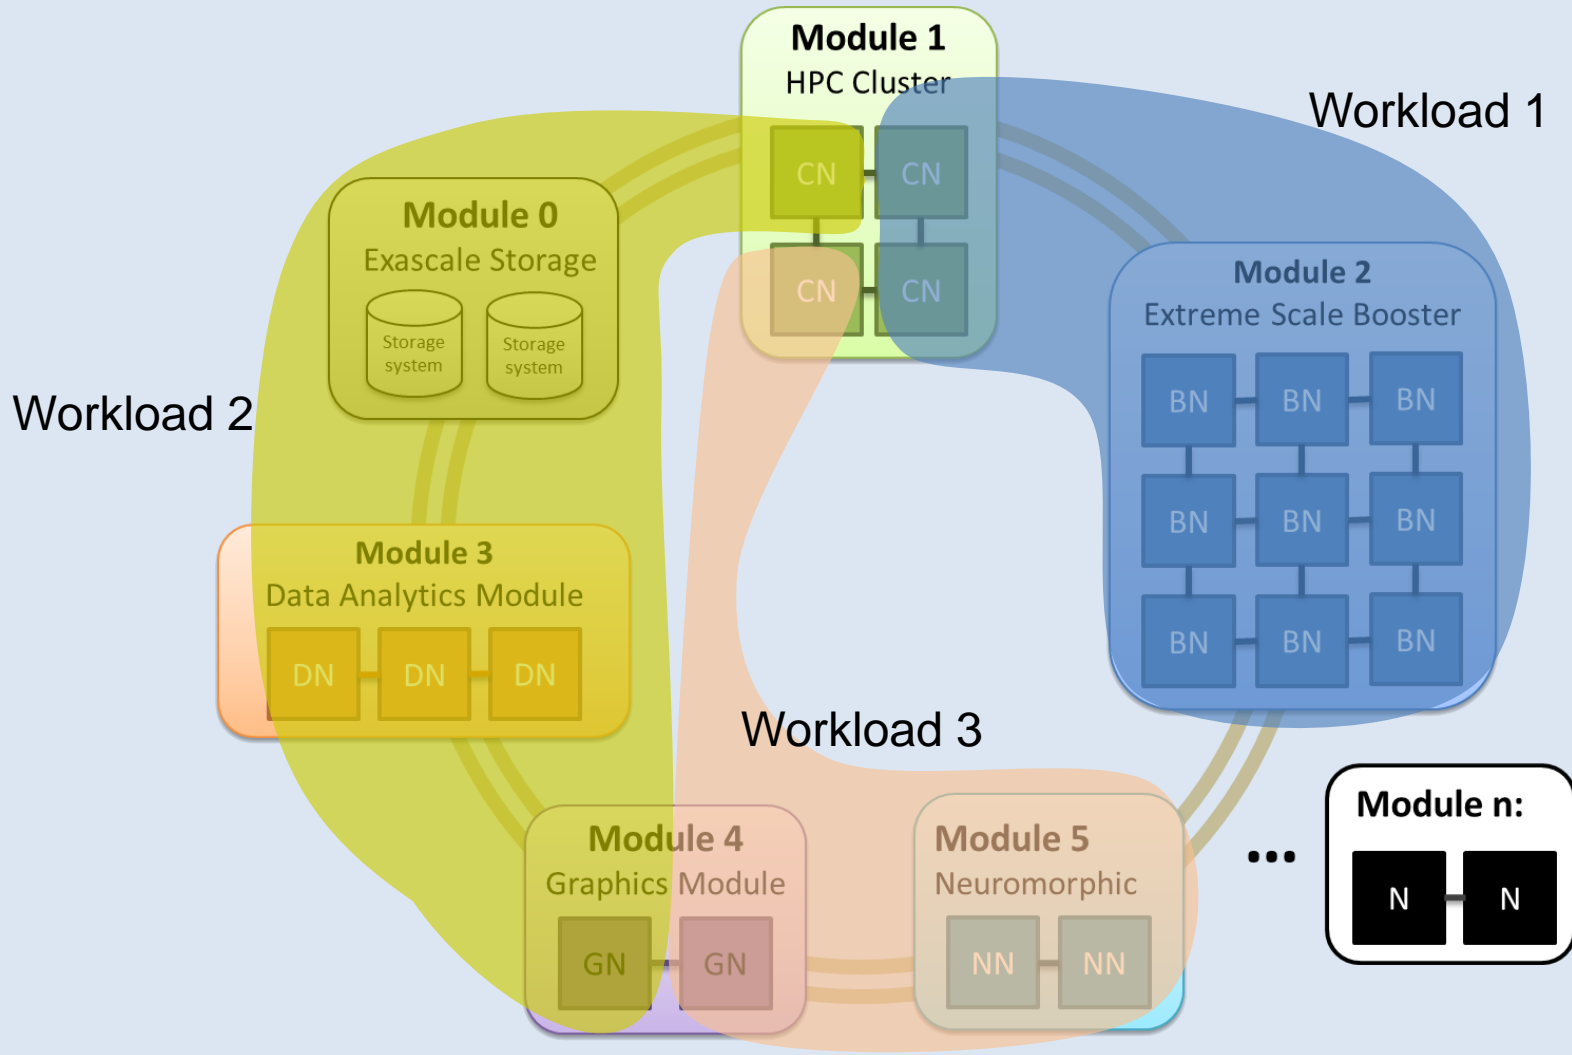 Module 1
HPC Cluster
CN CN
CN CN
Workload 1
Module 0
Exascale Storage
Storage system
Storage system
Workload 2
Module 2
Extreme Scale Booster
BN BN BN
BN BN BN
BN BN BN
Module 3
Data Analytics Module
DN DN DN
Workload 3
Module 4
Graphics Module
GN GN
Module 5
Neuromorphic
NN NN
...
Module n:
N N